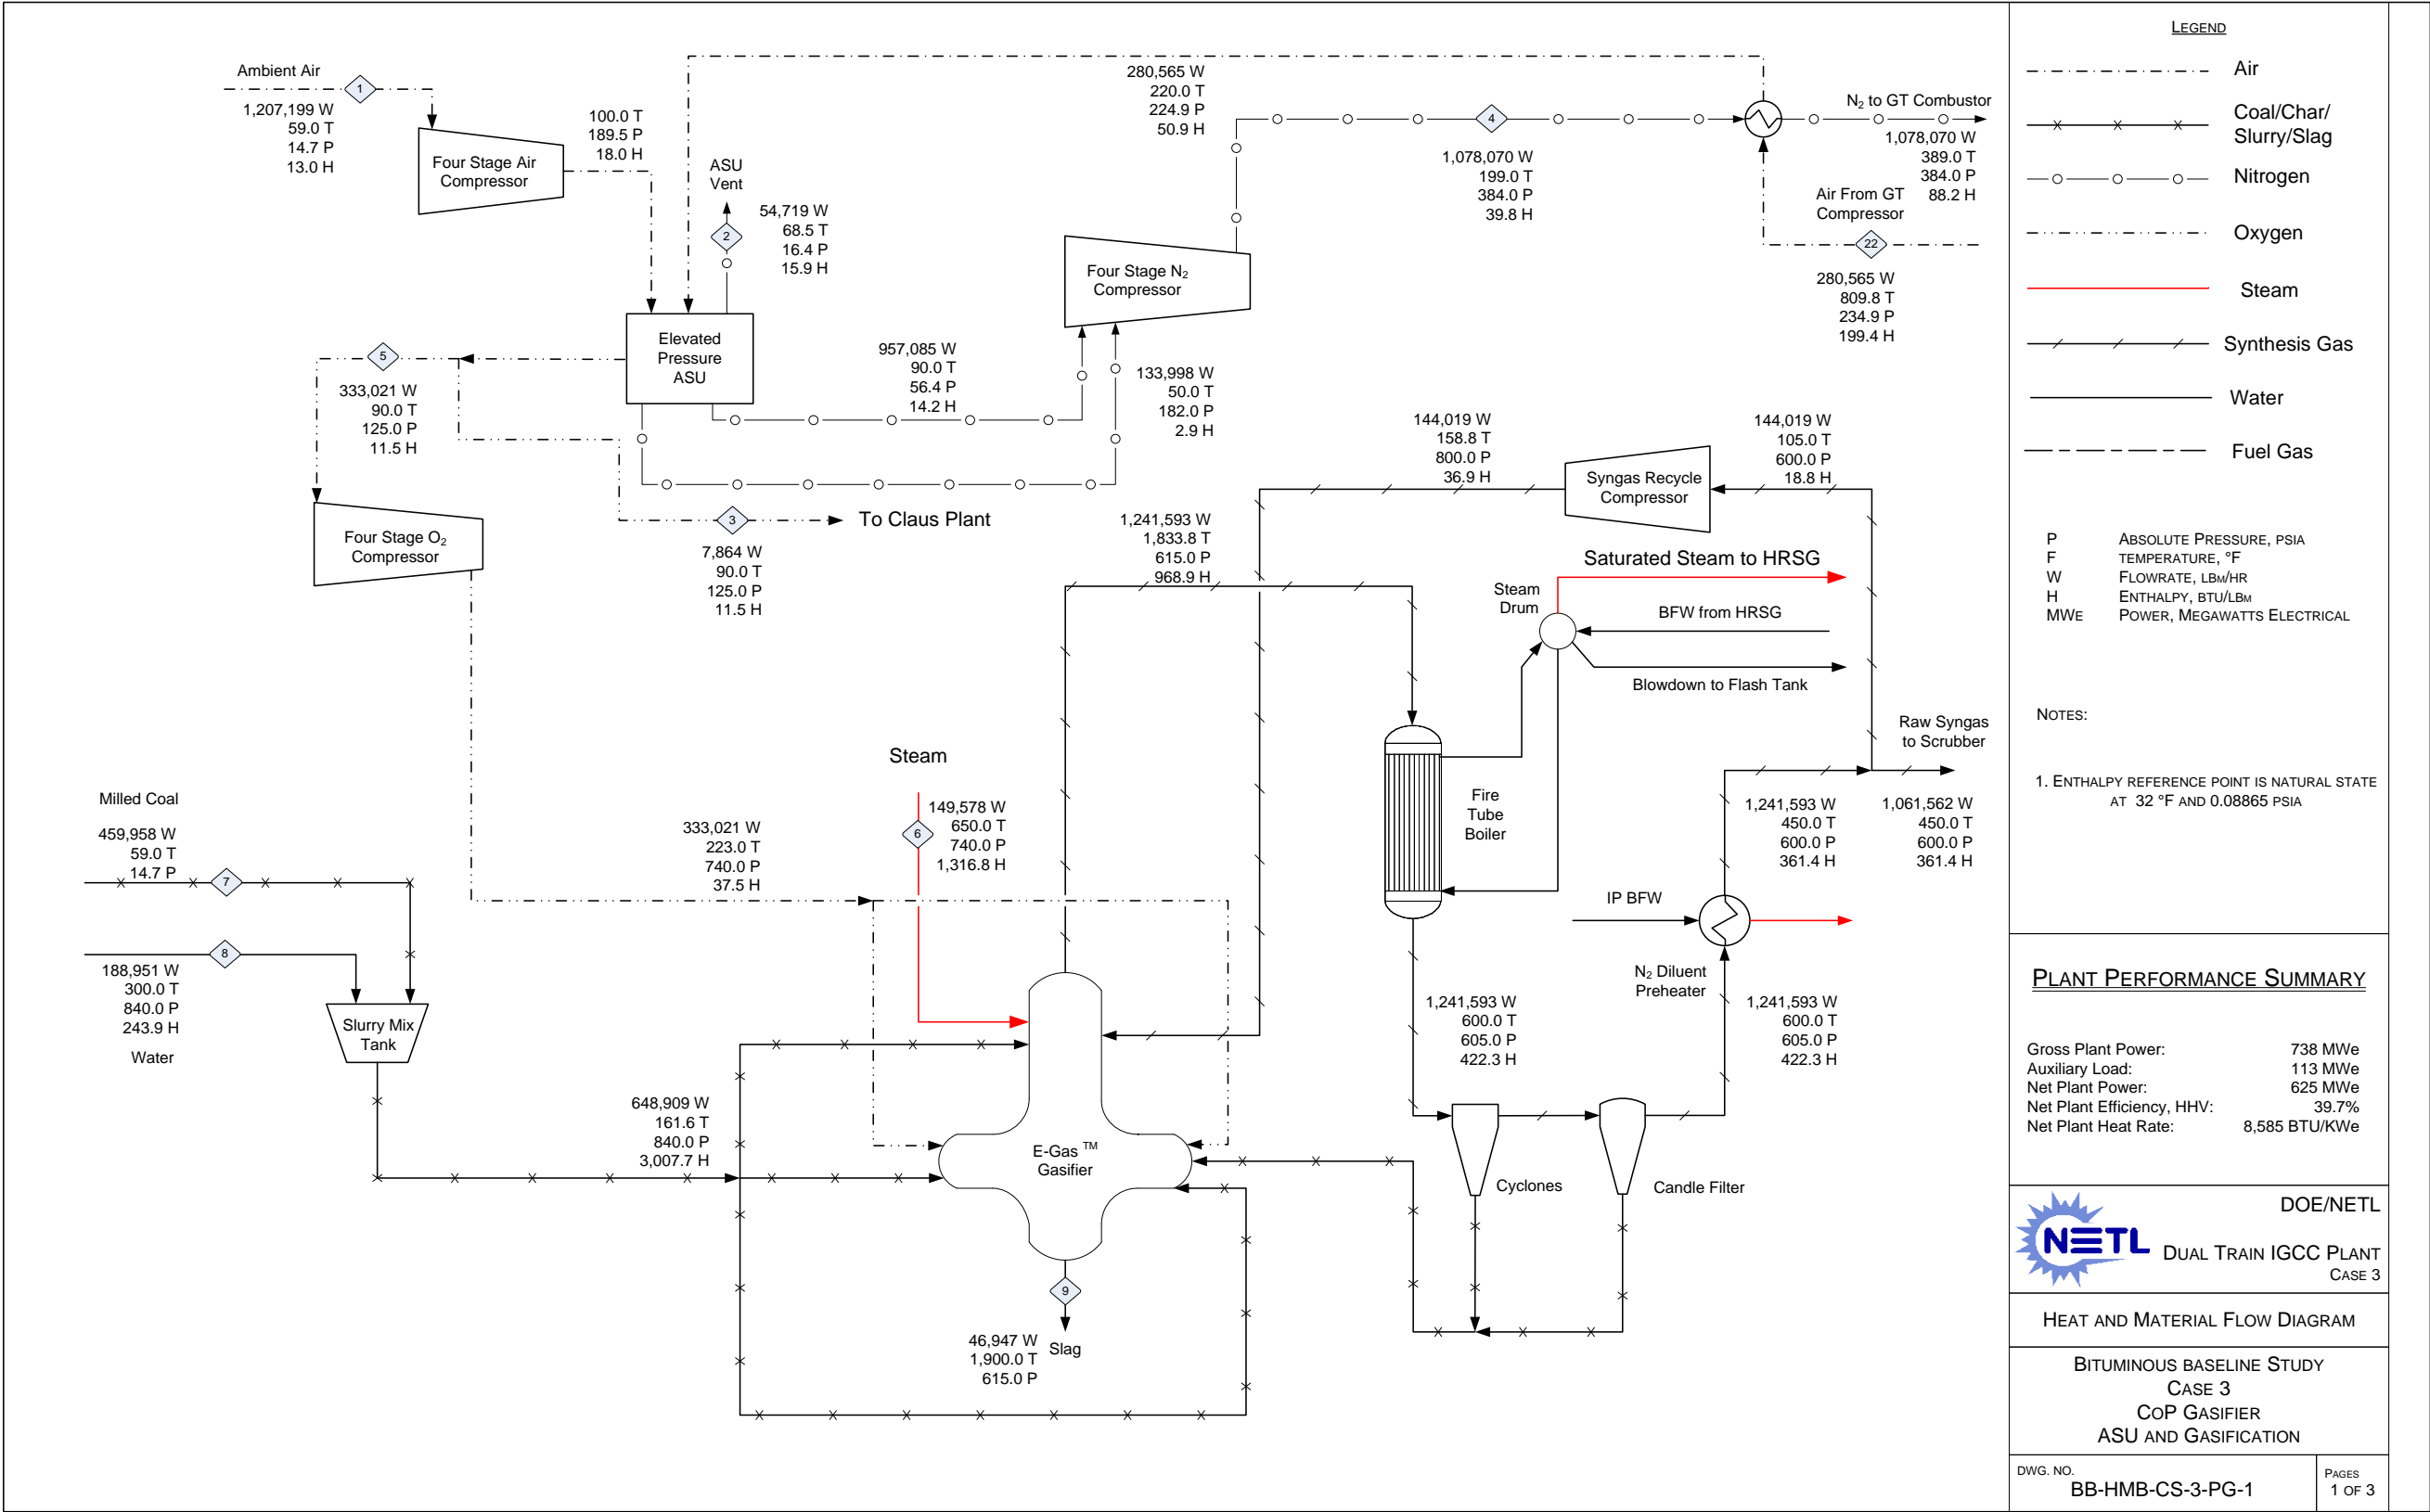 Ambient Air
1
1,207,199 W
59.0 T
14.7 P
13.0 H
Four Stage Air
Compressor
100.0 T
189.5 P
18.0 H
ASU
Vent
2
54,719 W
68.5 T
16.4 P
15.9 H
280,565 W
220.0 T
224.9 P
50.9 H
4
1,078,070 W
199.0 T
384.0 P
39.8 H
N2 to GT Combustor
1,078,070 W
389.0 T
384.0 P
88.2 H
Air From GT
Compressor
22
280,565 W
809.8 T
234.9 P
199.4 H
Four Stage N2
Compressor
Elevated
Pressure
ASU
5
333,021 W
90.0 T
125.0 P
11.5 H
957,085 W
90.0 T
56.4 P
14.2 H
133,998 W
50.0 T
182.0 P
2.9 H
Four Stage O2
Compressor
3
To Claus Plant
7,864 W
90.0 T
125.0 P
11.5 H
144,019 W
158.8 T
800.0 P
36.9 H
Syngas Recycle
Compressor
144,019 W
105.0 T
600.0 P
18.8 H
1,241,593 W
1,833.8 T
615.0 P
968.9 H
Saturated Steam to HRSG
Steam
Drum
BFW from HRSG
Blowdown to Flash Tank
Raw Syngas
to Scrubber
Fire
Tube
Boiler
1,241,593 W
450.0 T
600.0 P
361.4 H
1,061,562 W
450.0 T
600.0 P
361.4 H
IP BFW
N2 Diluent
Preheater
1,241,593 W
600.0 T
605.0 P
422.3 H
1,241,593 W
600.0 T
605.0 P
422.3 H
Cyclones
Candle Filter
Steam
6
149,578 W
650.0 T
740.0 P
1,316.8 H
333,021 W
223.0 T
740.0 P
37.5 H
Milled Coal
459,958 W
59.0 T
14.7 P
7
8
188,951 W
300.0 T
840.0 P
243.9 H
Water
Slurry Mix
Tank
648,909 W
161.6 T
840.0 P
3,007.7 H
E-Gas TM
Gasifier
9
Slag
46,947 W
1,900.0 T
615.0 P
LEGEND
Air
Coal/Char/
Slurry/Slag
Nitrogen
Oxygen
Steam
Synthesis Gas
Water
Fuel Gas
P ABSOLUTE PRESSURE, PSIA
F TEMPERATURE, °F
W FLOWRATE, LBM/HR
H ENTHALPY, BTU/LBM
MWE POWER, MEGAWATTS ELECTRICAL
NOTES:
1. ENTHALPY REFERENCE POINT IS NATURAL STATE
AT 32 °F AND 0.08865 PSIA
PLANT PERFORMANCE SUMMARY
Gross Plant Power: 738 MWe
Auxiliary Load: 113 MWe
Net Plant Power: 625 MWe
Net Plant Efficiency, HHV: 39.7%
Net Plant Heat Rate: 8,585 BTU/KWe
NETL
DOE/NETL
DUAL TRAIN IGCC PLANT
CASE 3
HEAT AND MATERIAL FLOW DIAGRAM
BITUMINOUS BASELINE STUDY
CASE 3
COP GASIFIER
ASU AND GASIFICATION
DWG. NO.
BB-HMB-CS-3-PG-1
PAGES
1 OF 3